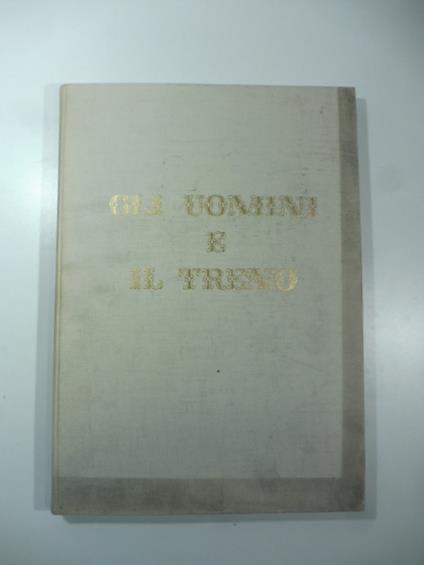 GLI UOMINI
E
IL TRENO